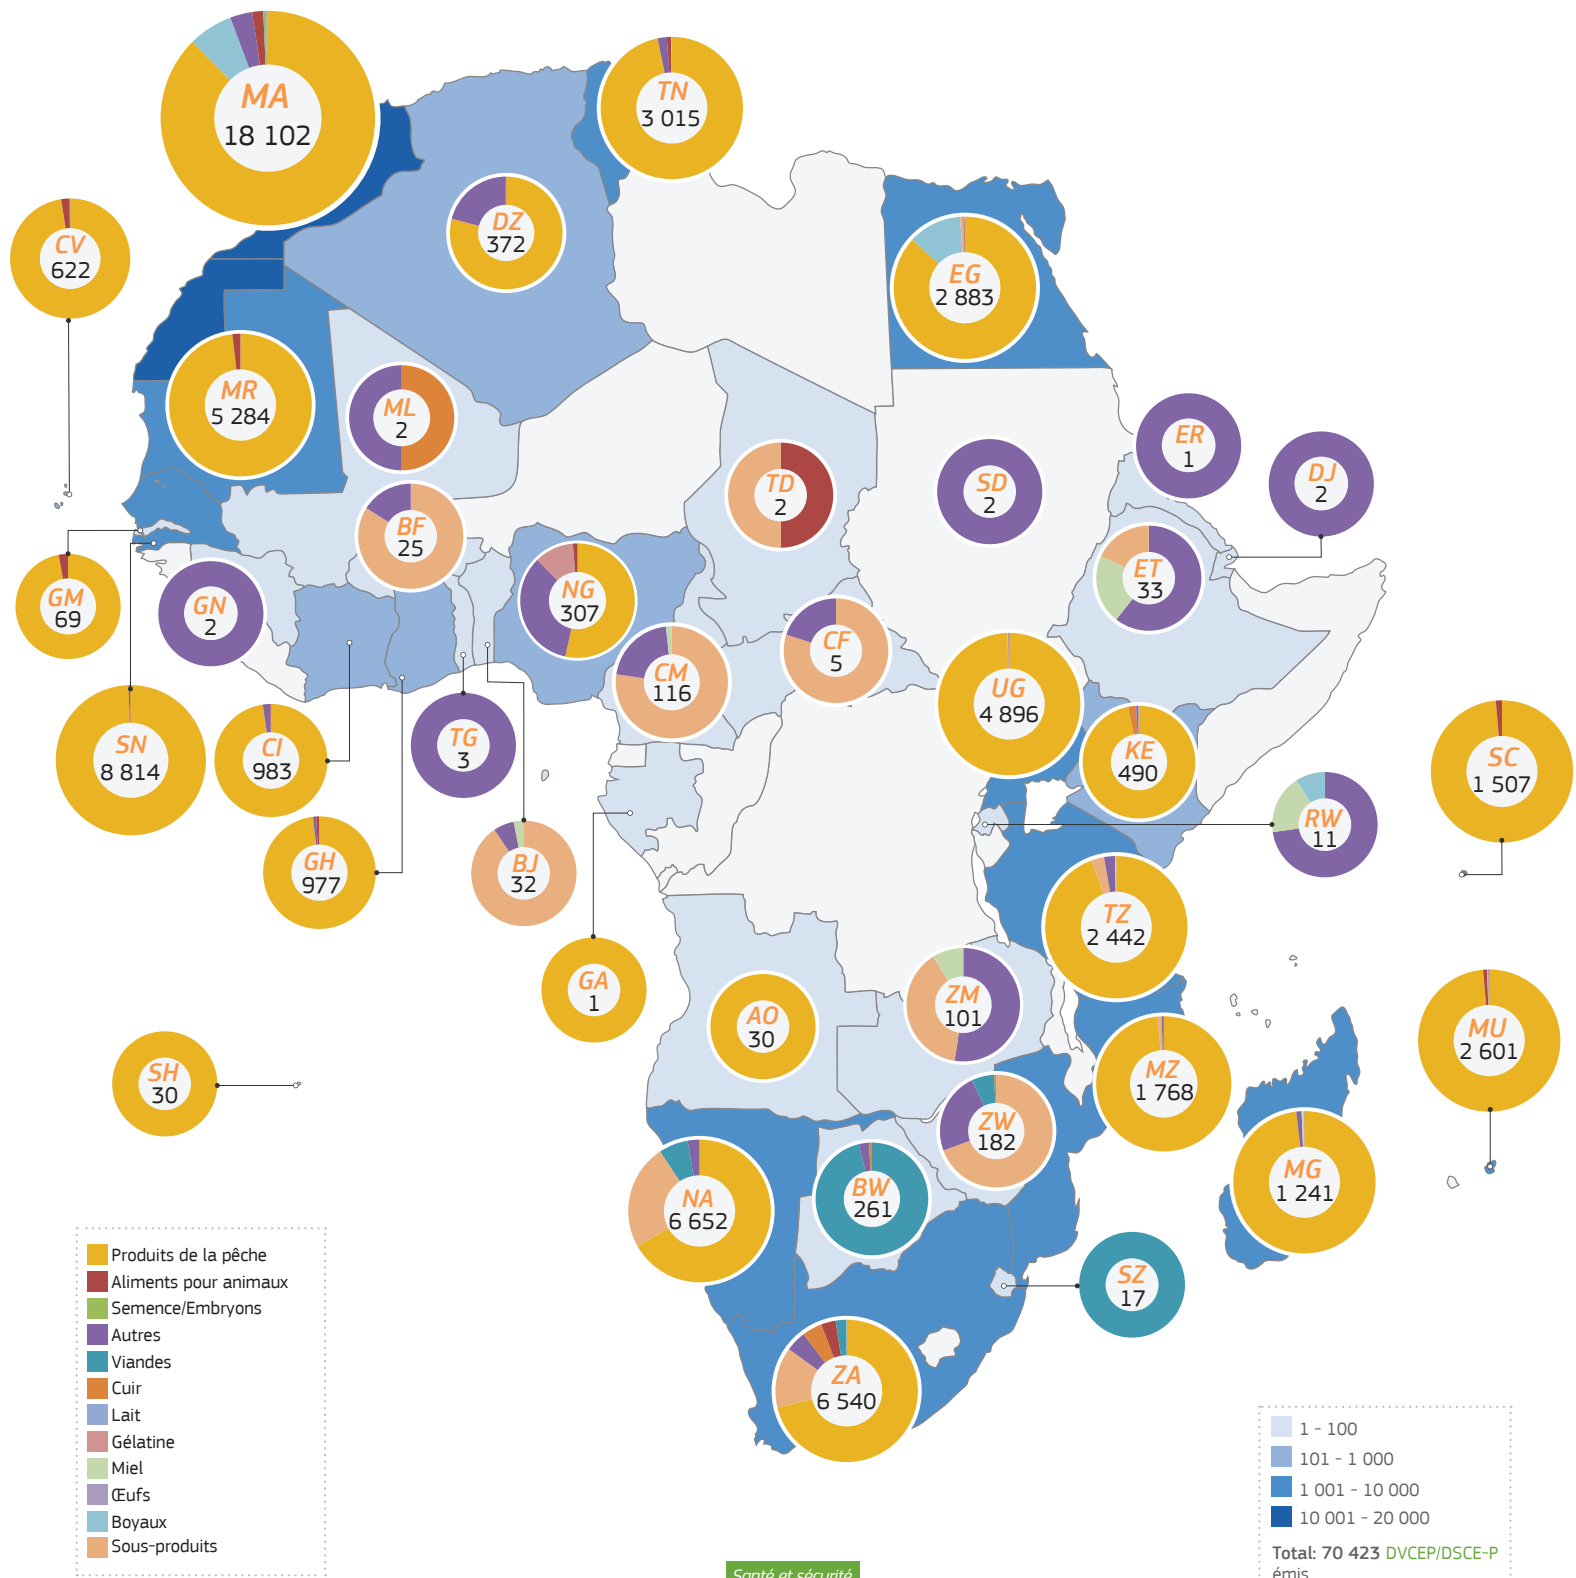 MA
18 102
TN
3 015
DZ
372
CV
622
EG
2 883
MR
5 284
ML
2
ER
1
DJ
2
TD
2
SD
2
BF
25
ET
33
GM
69
GN
2
NG
307
CF
5
CM
116
UG
4 896
SN
8 814
CI
983
TG
3
KE
490
SC
1 507
RW
11
GH
977
BJ
32
TZ
2 442
GA
1
AO
30
ZM
101
MU
2 601
SH
30
MZ
1 768
ZW
182
MG
1 241
NA
6 652
BW
261
SZ
17
ZA
6 540
Produits de la pêche
Aliments pour animaux
Semence/Embryons
Autres
Viandes
Cuir
Lait
Gélatine
Miel
Œufs
Boyaux
Sous-produits
1 - 100
101 - 1 000
1 001 - 10 000
10 001 - 20 000
Total: 70 423 DVCEP/DSCE-P
émis
Santé et sécurité